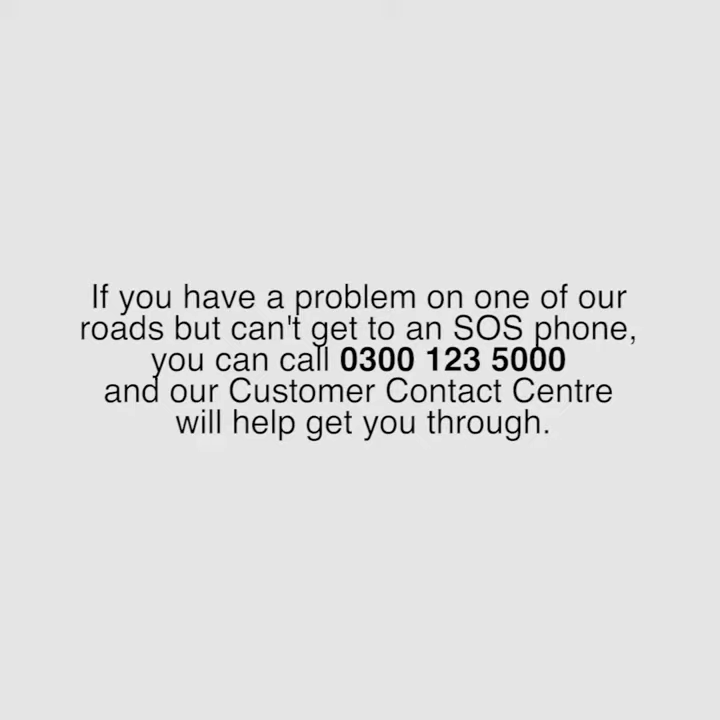 If you have a problem on one of our
roads but can't get to an SOS phone,
you can call 0300 123 5000
and our Customer Contact Centre
will help get you through.